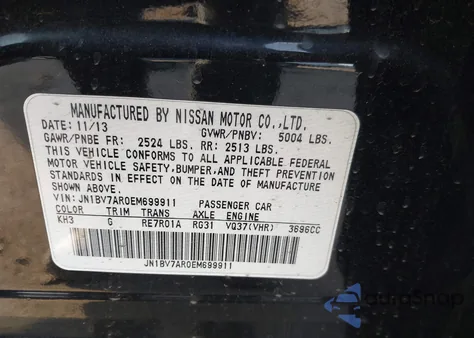 MANUFACTURED BY NISSAN MOTOR CO.,LTD.
DATE: 11/13 GVWR/PNBV: 5004 LBS.
GAWR/PNBE FR: 2524 LBS. RR: 2513 LBS.
THIS VEHICLE CONFORMS TO ALL APPLICABLE FEDERAL
MOTOR VEHICLE SAFETY, BUMPER, AND THEFT PREVENTION
STANDARDS IN EFFECT ON THE DATE OF MANUFACTURE
SHOWN ABOVE.
VIN: JN1BV7AR0EM699911 PASSENGER CAR
COLOR TRIM TRANS AXLE ENGINE
KH3 G RE7R01A RG31 VQ37(VHR) 3696CC
JN1BV7AR0EM699911
AutoSnap